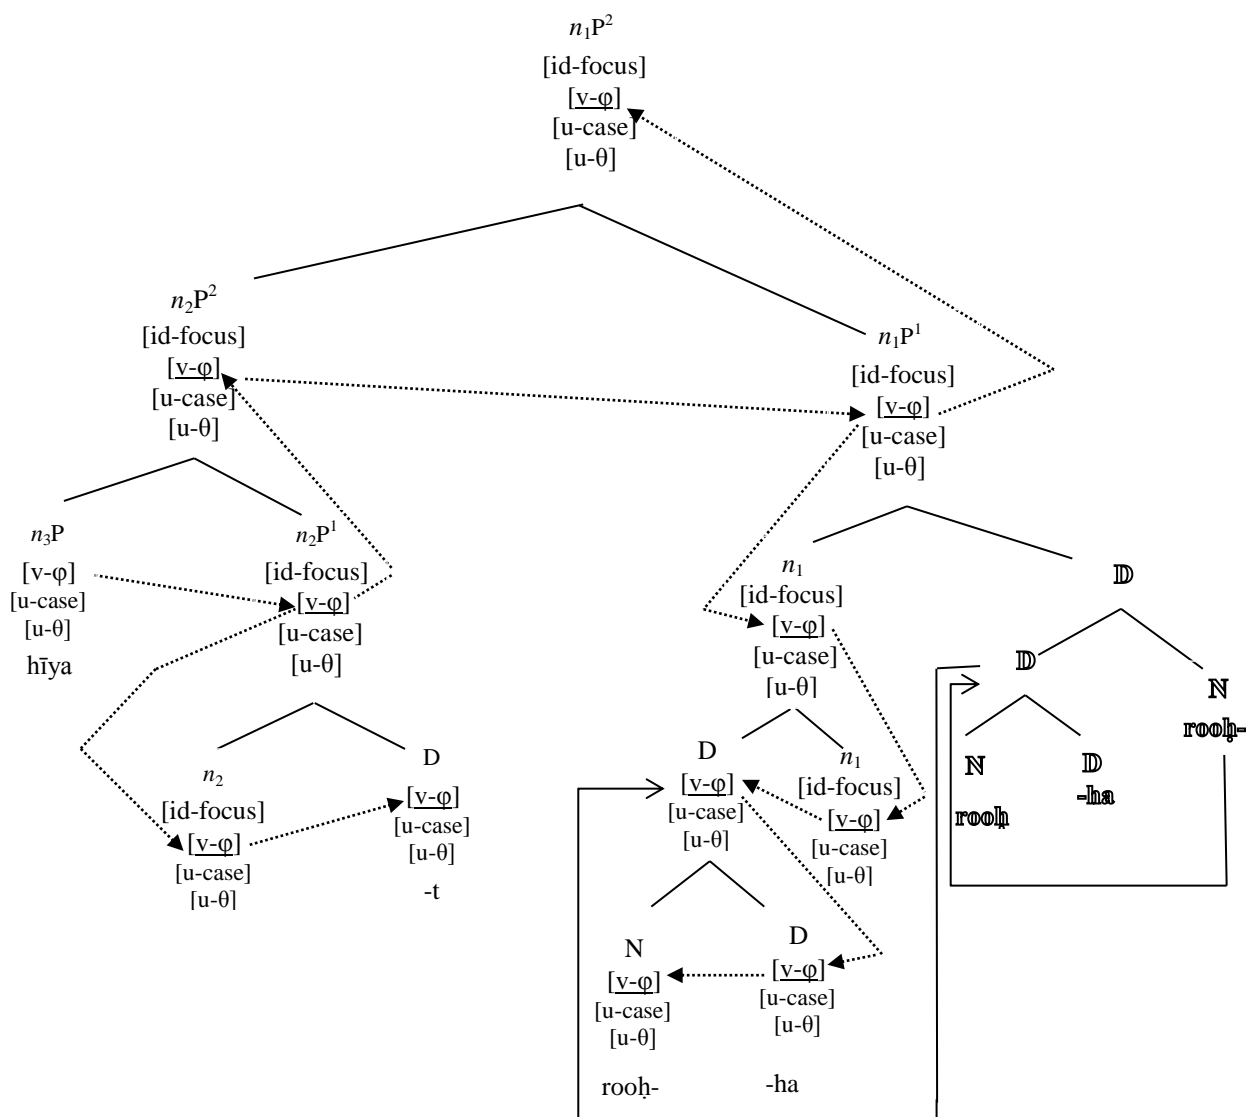 n₁P²
[id-focus]
[v-φ]
[u-case]
[u-θ]
n₂P²
[id-focus]
[v-φ]
[u-case]
[u-θ]
n₁P¹
[id-focus]
[v-φ]
[u-case]
[u-θ]
n₃P
[v-φ]
[u-case]
[u-θ]
hīya
n₂P¹
[id-focus]
[v-φ]
[u-case]
[u-θ]
n₁
[id-focus]
[v-φ]
[u-case]
[u-θ]
D
D
N
rooḥ-
N
rooḥ
D
-ha
n₂
[id-focus]
[v-φ]
[u-case]
[u-θ]
D
[v-φ]
[u-case]
[u-θ]
-t
D
[v-φ]
[u-case]
[u-θ]
n₁
[id-focus]
[v-φ]
[u-case]
[u-θ]
N
[v-φ]
[u-case]
[u-θ]
rooḥ-
D
[v-φ]
[u-case]
[u-θ]
-ha